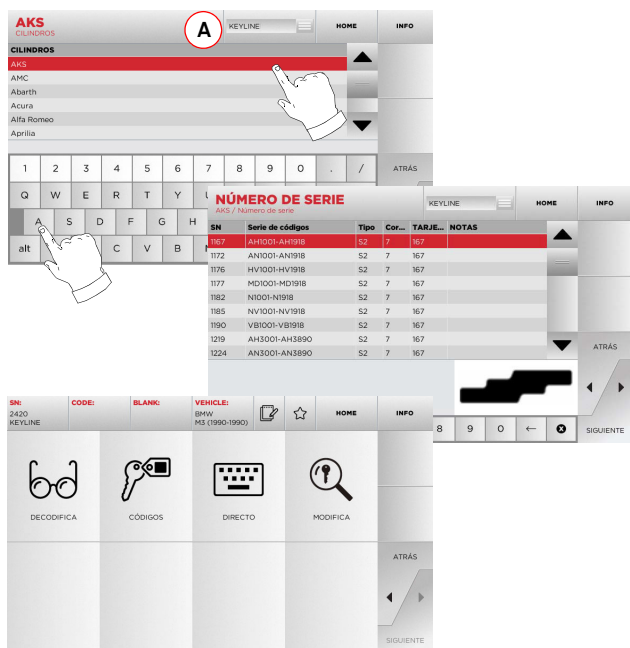 AKS
CILINDROS
A
KEYLINE
HOME
INFO
CILINDROS
AKS
AMC
Abarth
Acura
Alfa Romeo
Aprilia
1 2 3 4 5 6 7 8 9 0 . /
ATRÁS
Q W E R T Y
A S D F G H
alt C V B
NÚMERO DE SERIE
AKS / Número de serie
KEYLINE
HOME
INFO
SN Serie de códigos Tipo Cor... TARJE... NOTAS
1167 AH1001-AH1918 S2 7 167
1172 AN1001-AN1918 S2 7 167
1176 HV1001-HV1918 S2 7 167
1177 MD1001-MD1918 S2 7 167
1182 N1001-N1918 S2 7 167
1185 NV1001-NV1918 S2 7 167
1190 VB1001-VB1918 S2 7 167
1219 AH3001-AH3890 S2 7 167
1224 AN3001-AN3890 S2 7 167
ATRÁS
8 9 0 ←
SIGUIENTE
SN: CODE: BLANK: VEHICLE:
2420 BMW
KEYLINE M3 (1990-1990)
HOME
INFO
DECODIFICA CÓDIGOS DIRECTO MODIFICA
ATRÁS
SIGUIENTE